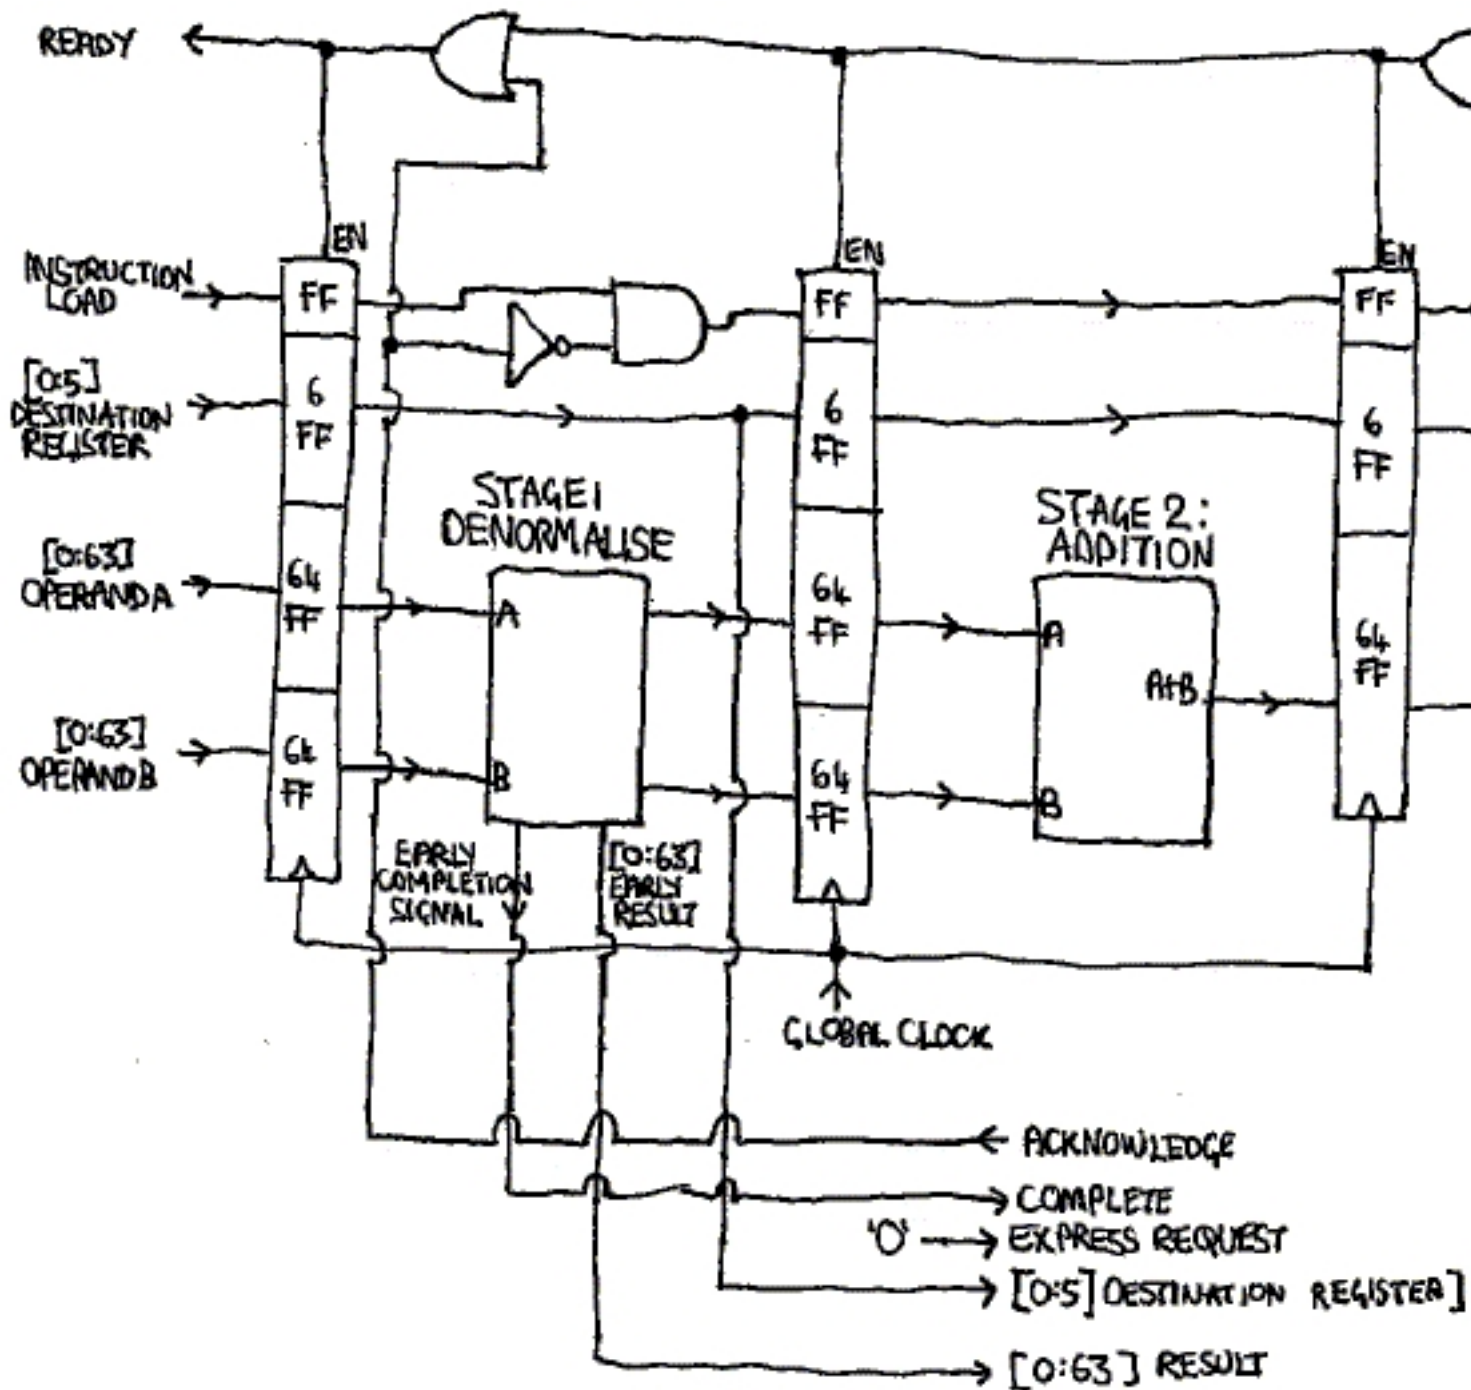 READY
EN
EN
EN
INSTRUCTION
LOAD
FF
FF
FF
[0:5]
DESTINATION
REGISTER
6
FF
6
FF
6
FF
STAGE 1
DENORMALISE
STAGE 2:
ADDITION
[0:63]
OPERAND A
64
FF
A
64
FF
A
64
FF
A+B
[0:63]
OPERAND B
64
FF
B
64
FF
B
EARLY
COMPLETION
SIGNAL
[0:63]
EARLY
RESULT
GLOBAL CLOCK
ACKNOWLEDGE
COMPLETE
'0' EXPRESS REQUEST
[0:5] DESTINATION REGISTER]
[0:63] RESULT